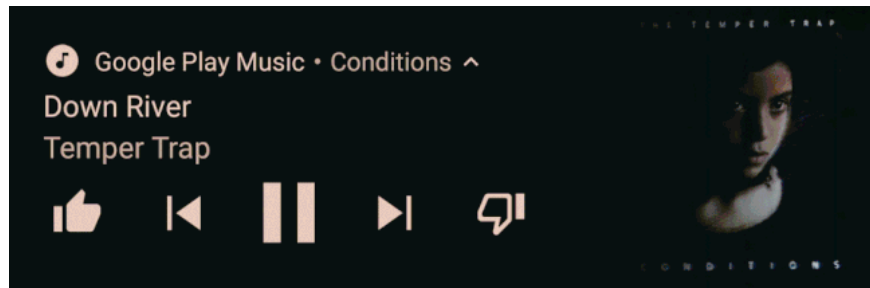 Google Play Music • Conditions
Down River
Temper Trap
THE TEMPER TRAP
CONDITIONS